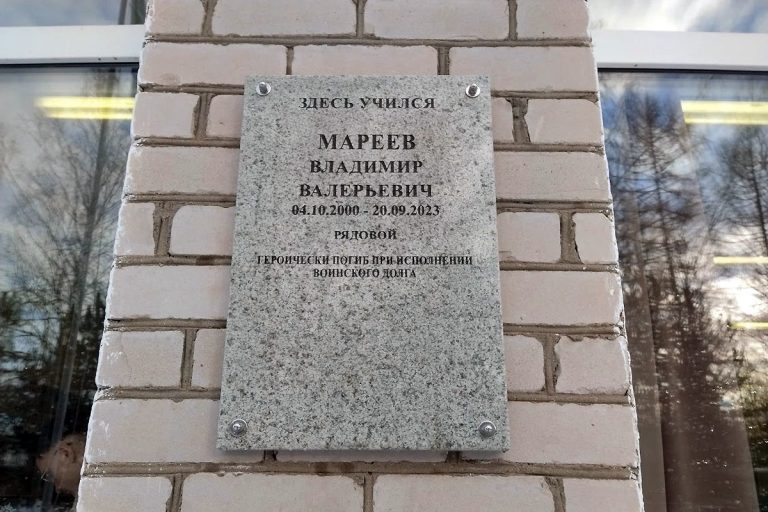 ЗДЕСЬ УЧИЛСЯ
МАРЕЕВ
ВЛАДИМИР
ВАЛЕРЬЕВИЧ
04.10.2000 - 20.09.2023
РЯДОВОЙ
ГЕРОИЧЕСКИ ПОГИБ ПРИ ИСПОЛНЕНИИ
ВОИНСКОГО ДОЛГА